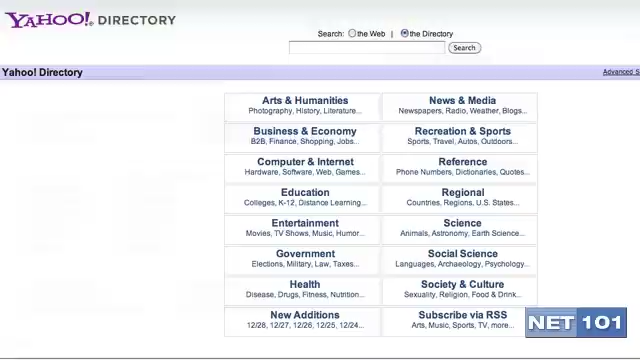 YAHOO! DIRECTORY
Search: the Web | the Directory
Search
Yahoo! Directory
Advanced S
Arts & Humanities
Photography, History, Literature...
News & Media
Newspapers, Radio, Weather, Blogs...
Business & Economy
B2B, Finance, Shopping, Jobs...
Recreation & Sports
Sports, Travel, Autos, Outdoors...
Computer & Internet
Hardware, Software, Web, Games...
Reference
Phone Numbers, Dictionaries, Quotes...
Education
Colleges, K-12, Distance Learning...
Regional
Countries, Regions, U.S. States...
Entertainment
Movies, TV Shows, Music, Humor...
Science
Animals, Astronomy, Earth Science...
Government
Elections, Military, Law, Taxes...
Social Science
Languages, Archaeology, Psychology...
Health
Disease, Drugs, Fitness, Nutrition...
Society & Culture
Sexuality, Religion, Food & Drink...
New Additions
12/28, 12/27, 12/26, 12/25, 12/24...
Subscribe via RSS
Arts, Music, Sports, TV, more...
NET 101